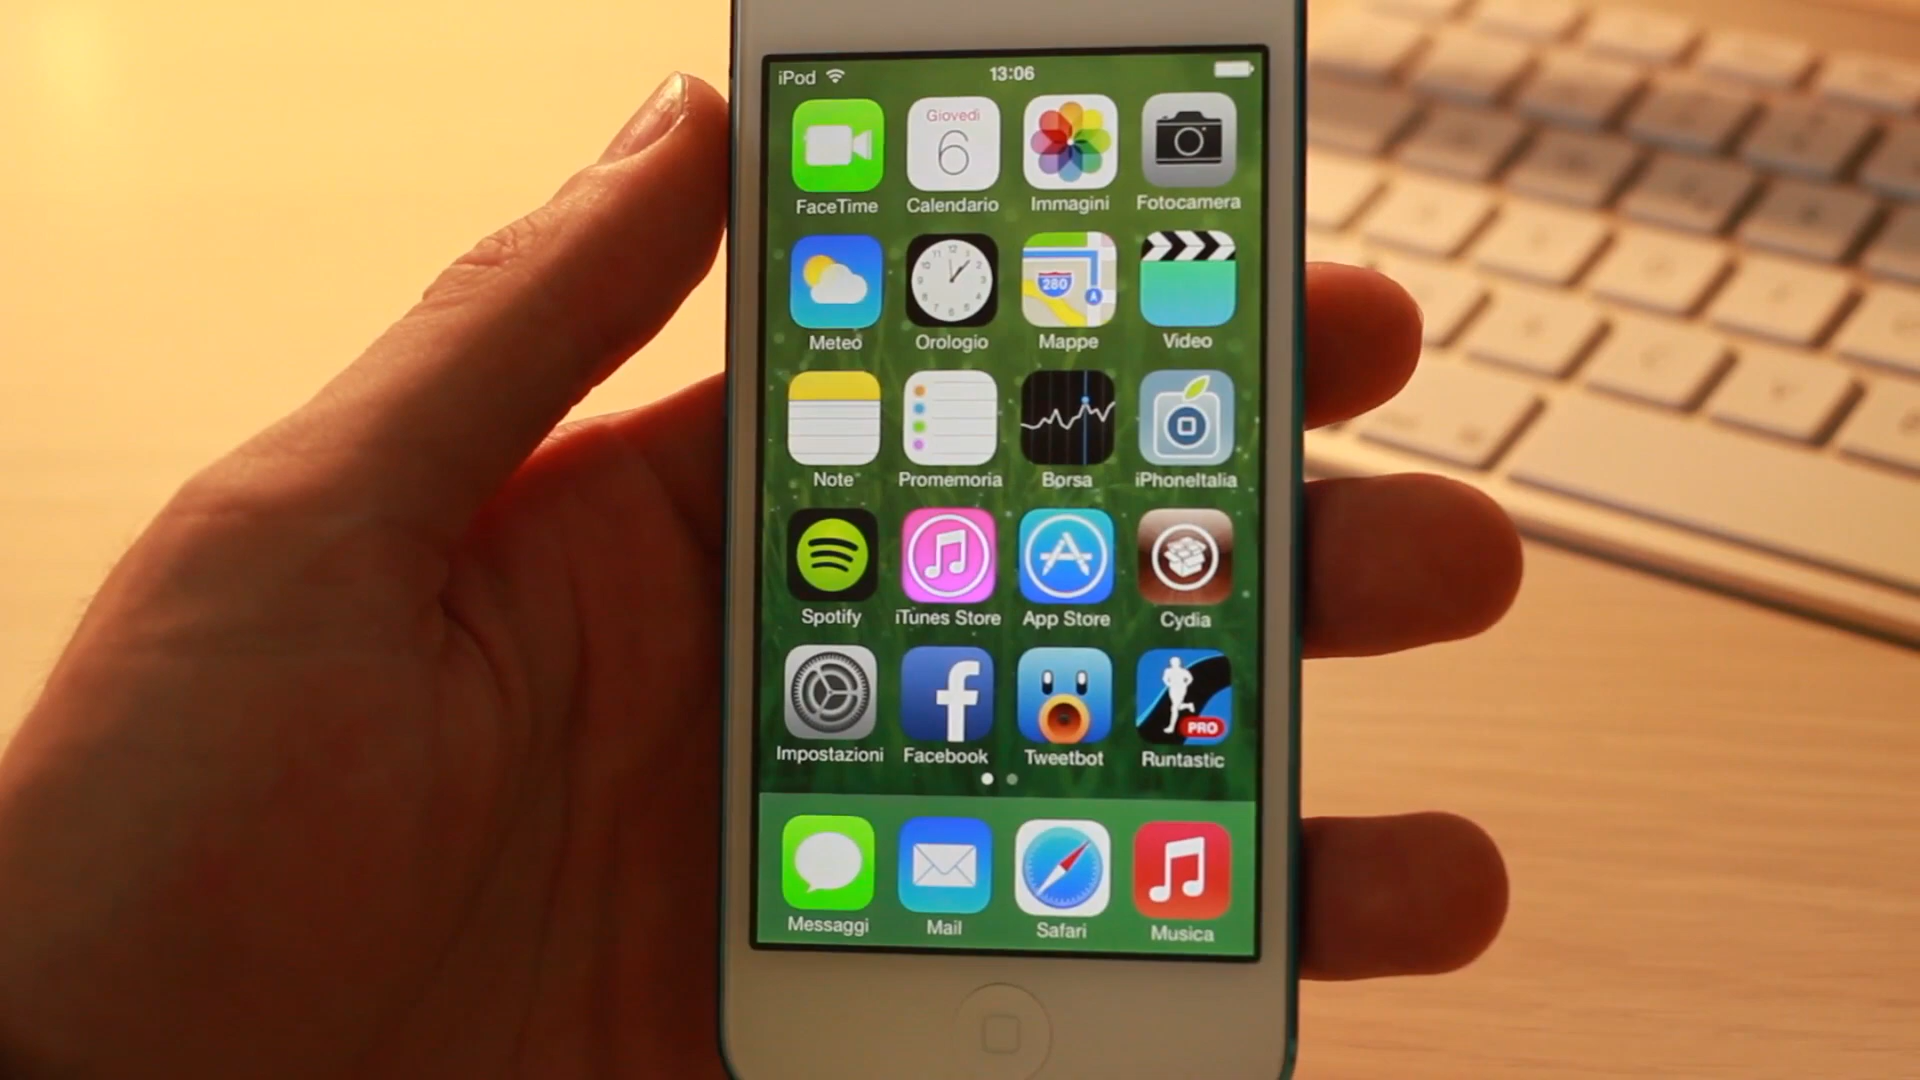 iPod 13:06
Giovedì
6
FaceTime Calendario Immagini Fotocamera
280
A
Meteo Orologio Mappe Video
Note Promemoria Borsa iPhoneItalia
Spotify iTunes Store App Store Cydia
PRO
Impostazioni Facebook Tweetbot Runtastic
Messaggi Mail Safari Musica